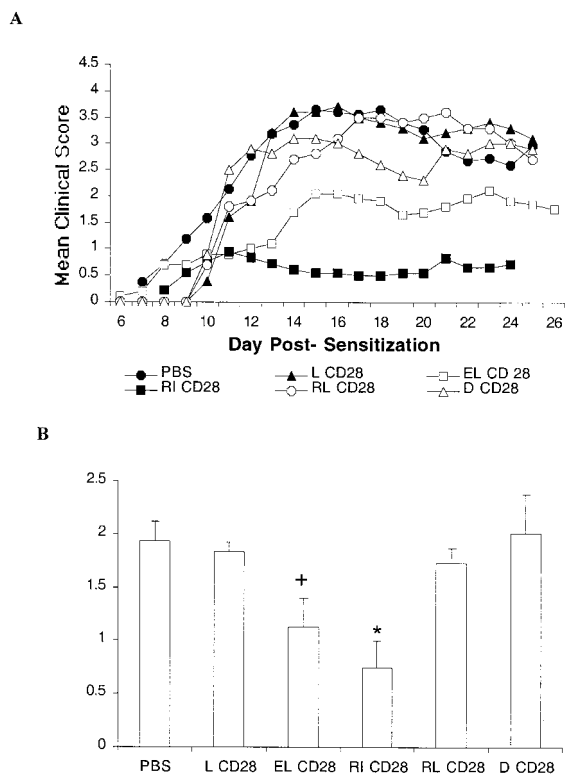 A
4.5
4
3.5
3
2.5
2
1.5
1
0.5
0
Mean Clinical Score
6 8 10 12 14 16 18 20 22 24 26
Day Post- Sensitization
PBS L CD28 EL CD 28
RI CD28 RL CD28 D CD28
B
2.5
2
1.5
1
0.5
0
+
*
PBS L CD28 EL CD28 RI CD28 RL CD28 D CD28